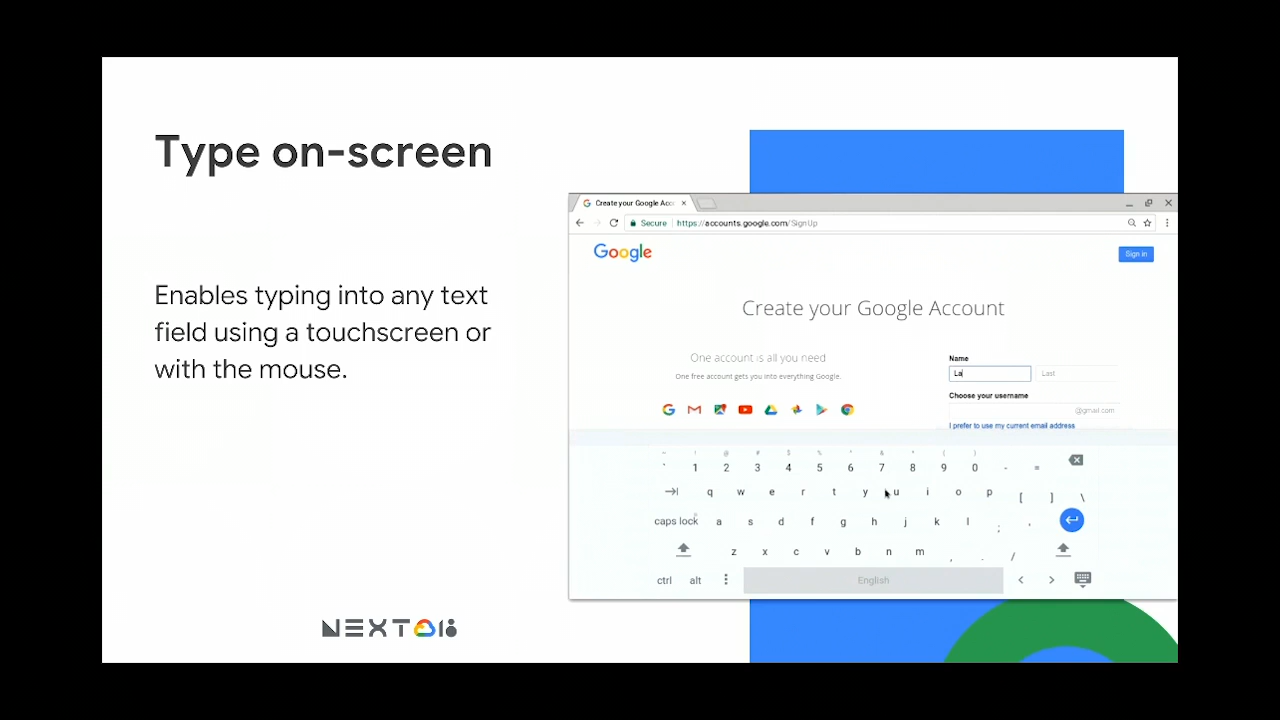 Type on-screen
Enables typing into any text
field using a touchscreen or
with the mouse.
Create your Google Acc
Secure https://accounts.google.com/SignUp
Google
Sign in
Create your Google Account
One account is all you need
One free account gets you into everything Google.
Name
La
Last
Choose your username
@gmail.com
I prefer to use my current email address
~ ! @ # $ % ^ & * ( )
` 1 2 3 4 5 6 7 8 9 0 - =
q w e r t y u i o p [ ] \
caps lock a s d f g h j k l ; '
z x c v b n m , . /
ctrl alt English < >
NEXT18